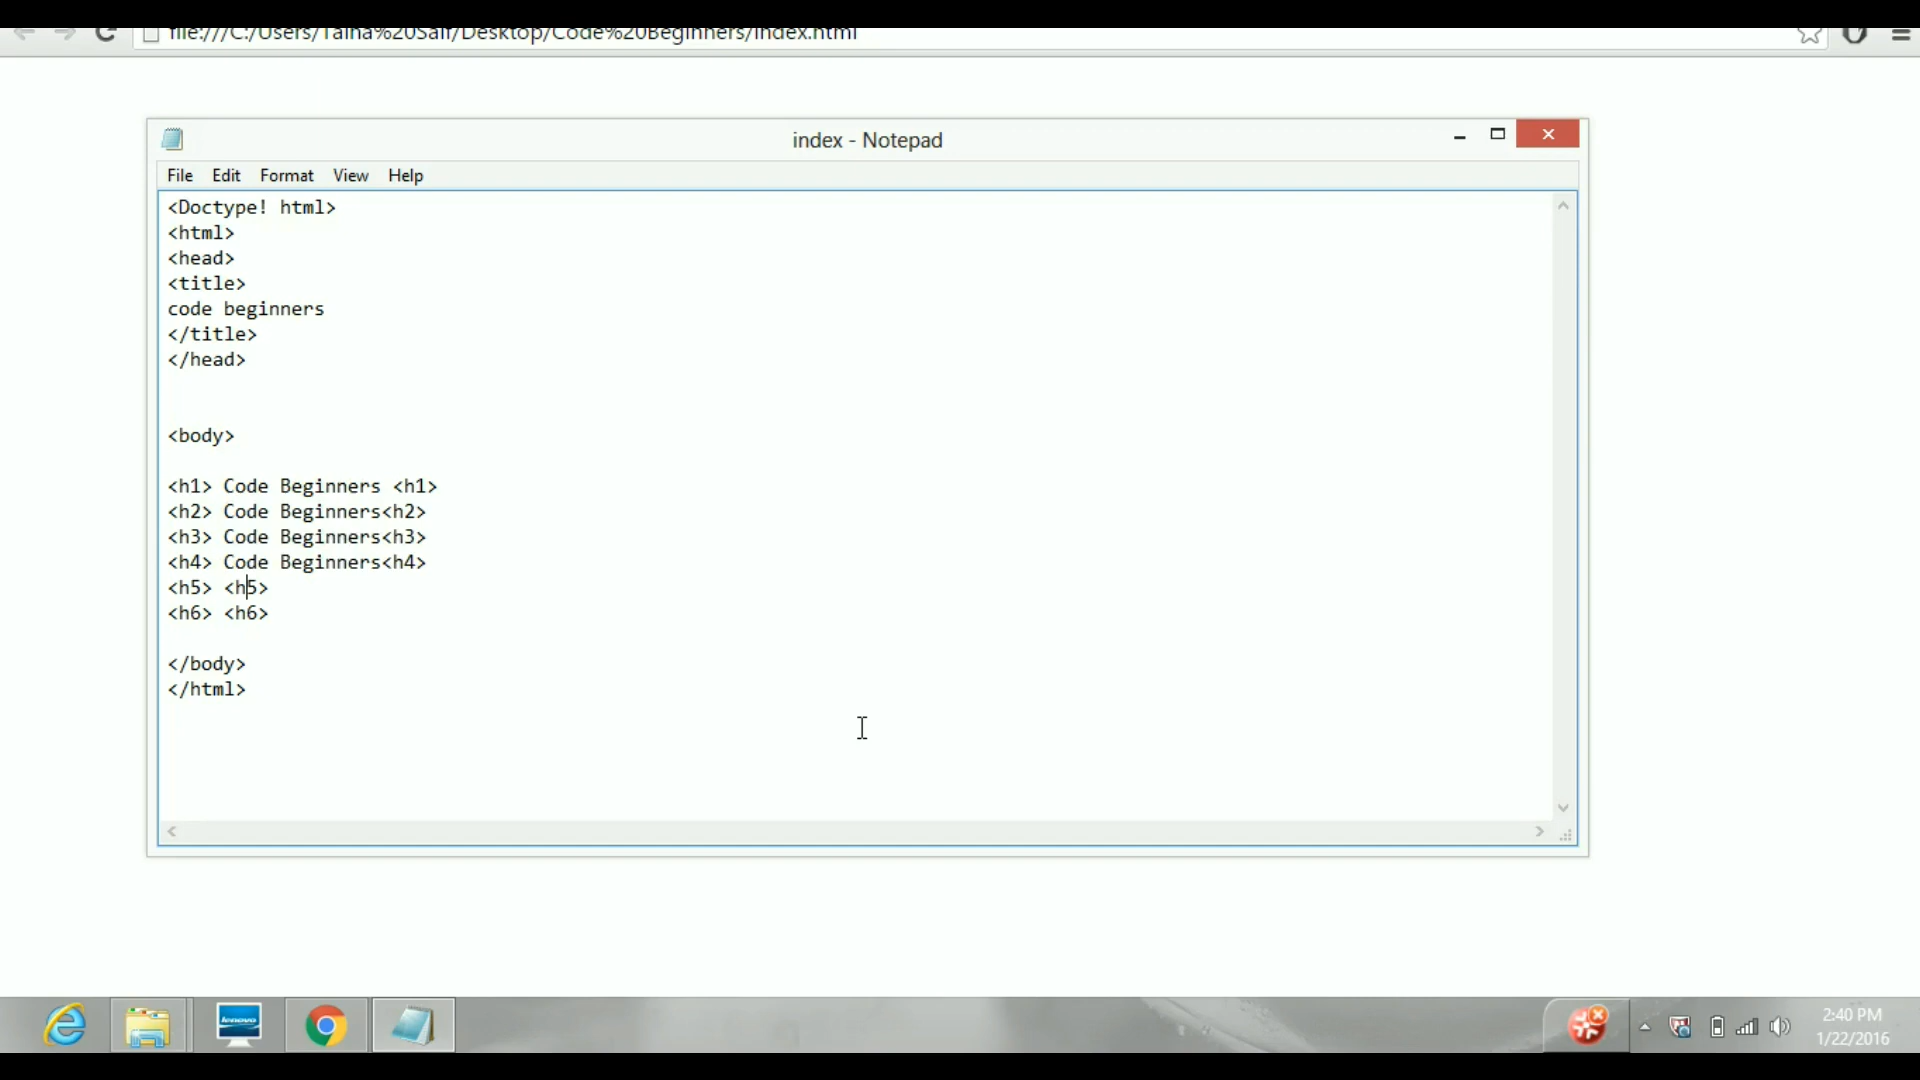 file:///C:/Users/Talha%20Saif/Desktop/Code%20Beginners/index.html
index - Notepad
File Edit Format View Help
<Doctype! html>
<html>
<head>
<title>
code beginners
</title>
</head>
<body>
<h1> Code Beginners <h1>
<h2> Code Beginners<h2>
<h3> Code Beginners<h3>
<h4> Code Beginners<h4>
<h5> <h5>
<h6> <h6>
</body>
</html>
lenovo
2:40 PM
1/22/2016